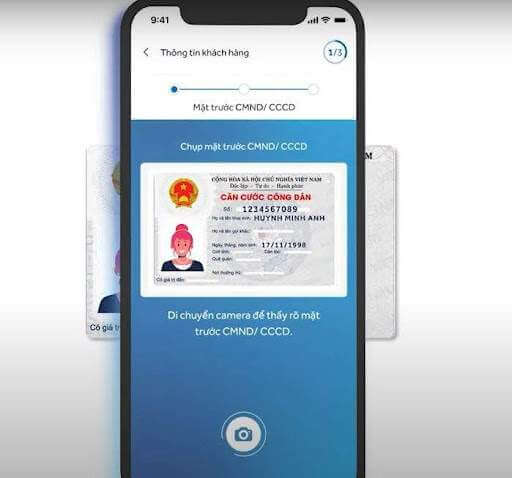 9:41
Thông tin khách hàng
1/3
Mặt trước CMND/ CCCD
Chụp mặt trước CMND/ CCCD
CỘNG HÒA XÃ HỘI CHỦ NGHĨA VIỆT NAM
Độc lập - Tự do - Hạnh phúc
CĂN CƯỚC CÔNG DÂN
Số: 1234567089
Họ và tên khai sinh: HUỲNH MINH ANH
Họ và tên gọi khác:
Ngày, tháng, năm sinh: 17/11/1998
Giới tính: Dân tộc:
Quê quán:
Nơi thường trú:
Có giá trị đến:
Có giá trị
AM
Di chuyển camera để thấy rõ mặt
trước CMND/ CCCD.